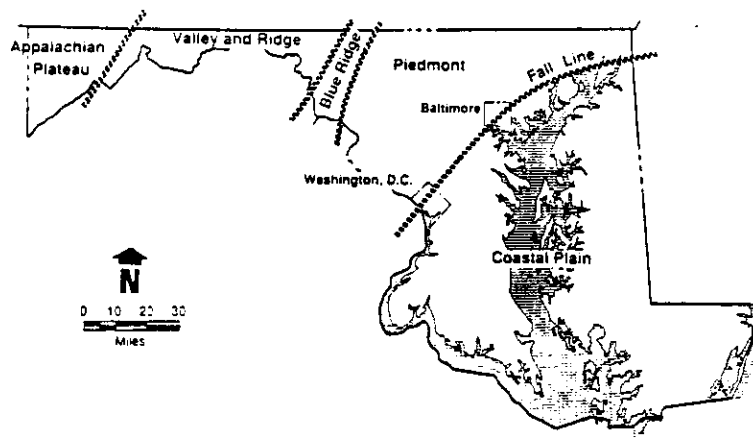 Appalachian
Plateau
Valley and Ridge
Blue Ridge
Piedmont
Fall Line
Baltimore
Washington, D.C.
Coastal Plain
N
0 10 20 30
Miles